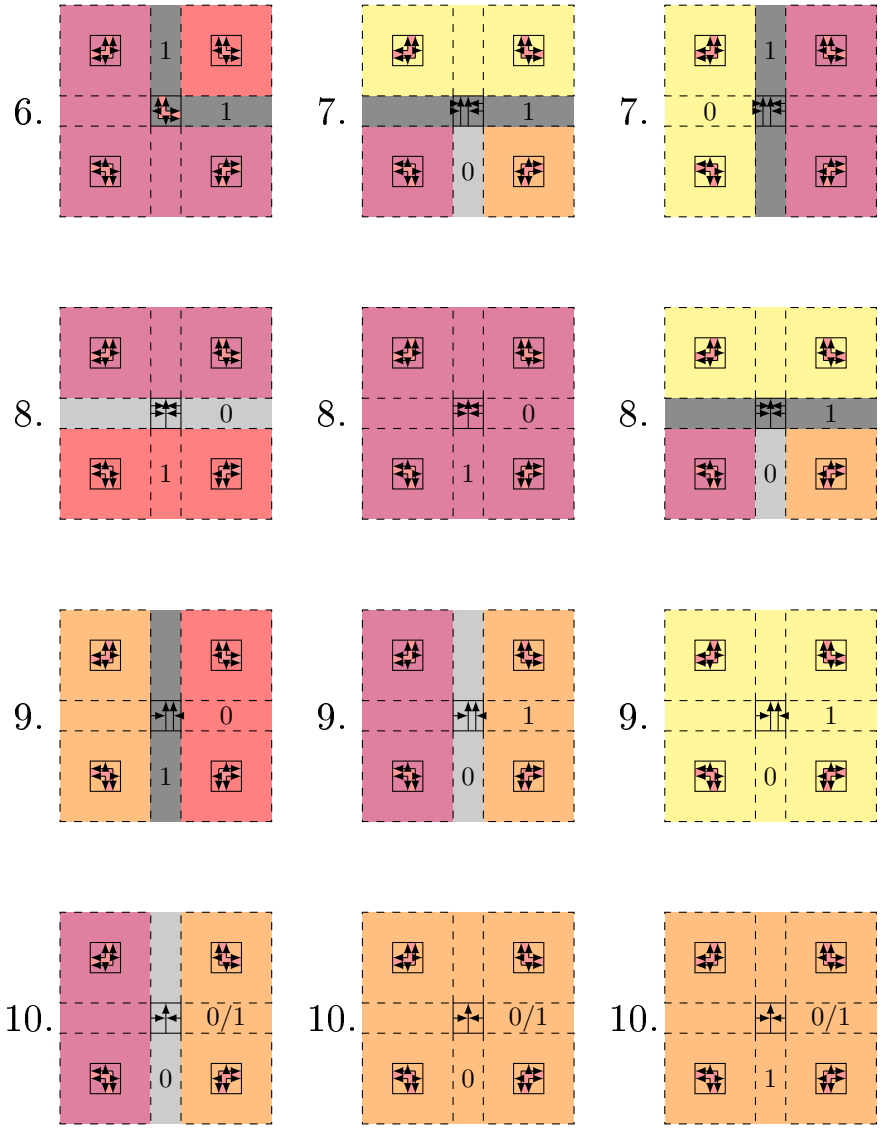 6. 1 1 7. 1 0 7. 1 0
8. 0 1 8. 0 1 8. 1 0
9. 0 1 9. 1 0 9. 1 0
10. 0/1 0 10. 0/1 0 10. 0/1 1